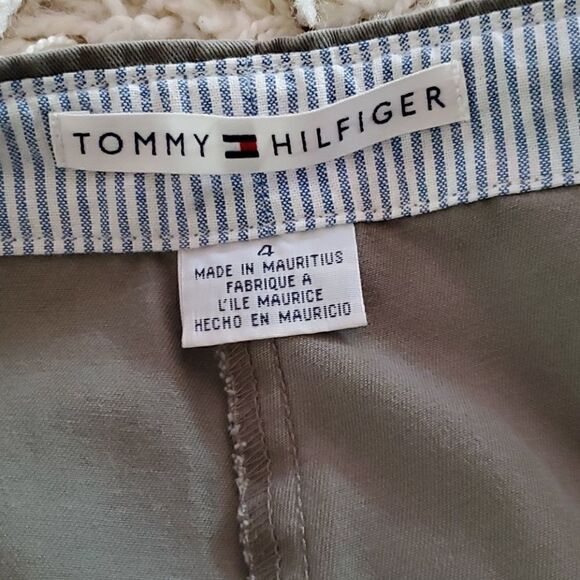 TOMMY HILFIGER
4
MADE IN MAURITIUS
FABRIQUE A
L'ILE MAURICE
HECHO EN MAURICIO